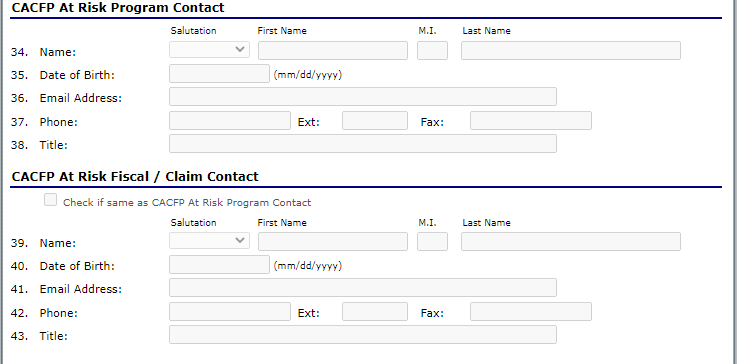 CACFP At Risk Program Contact
Salutation First Name M.I. Last Name
34. Name:
35. Date of Birth: (mm/dd/yyyy)
36. Email Address:
37. Phone: Ext: Fax:
38. Title:
CACFP At Risk Fiscal / Claim Contact
Check if same as CACFP At Risk Program Contact
Salutation First Name M.I. Last Name
39. Name:
40. Date of Birth: (mm/dd/yyyy)
41. Email Address:
42. Phone: Ext: Fax:
43. Title: